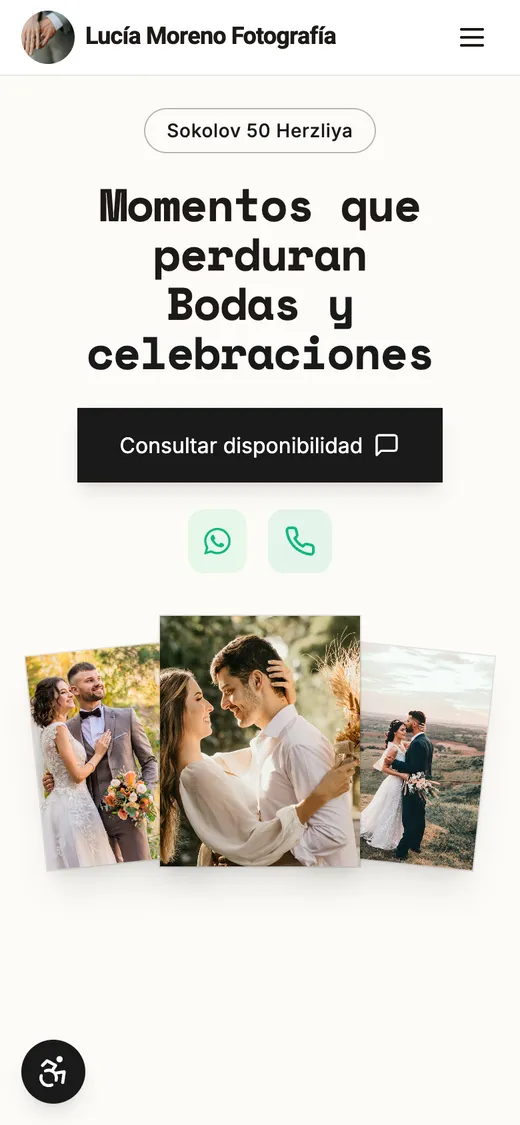 Lucía Moreno Fotografía
Sokolov 50 Herzliya
Momentos que
perduran
Bodas y
celebraciones
Consultar disponibilidad